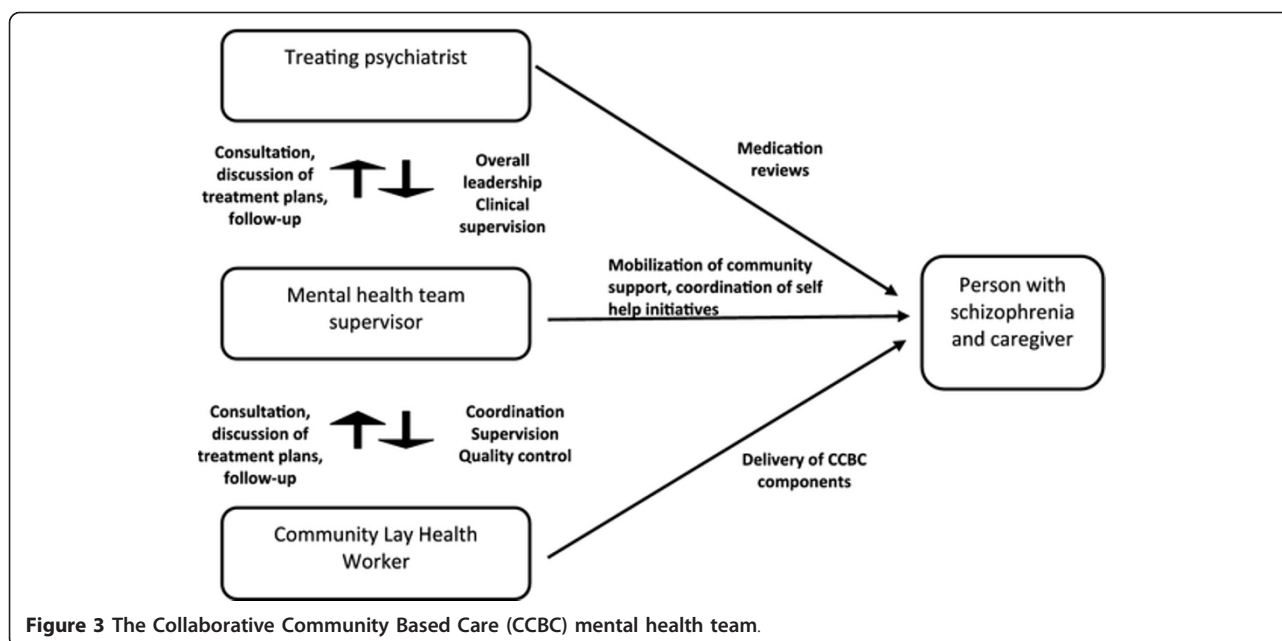 Treating psychiatrist
Consultation,
discussion of
treatment plans,
follow-up
Overall
leadership
Clinical
supervision
Medication
reviews
Mental health team
supervisor
Mobilization of community
support, coordination of self
help initiatives
Person with
schizophrenia
and caregiver
Consultation,
discussion of
treatment plans,
follow-up
Coordination
Supervision
Quality control
Delivery of CCBC
components
Community Lay Health
Worker
Figure 3 The Collaborative Community Based Care (CCBC) mental health team.